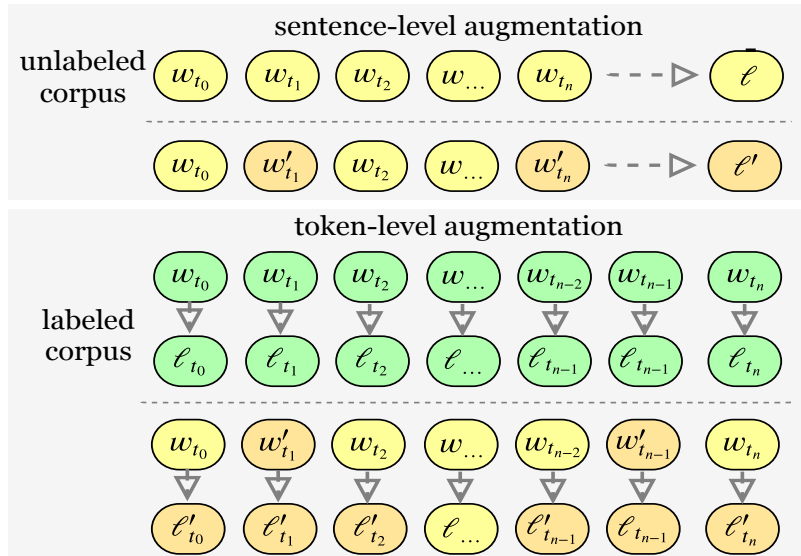 sentence-level augmentation
unlabeled corpus
w_{t_0} w_{t_1} w_{t_2} w_{...} w_{t_n} ℓ
w_{t_0} w'_{t_1} w_{t_2} w_{...} w'_{t_n} ℓ'
token-level augmentation
w_{t_0} w_{t_1} w_{t_2} w_{...} w_{t_{n-2}} w_{t_{n-1}} w_{t_n}
labeled corpus
ℓ_{t_0} ℓ_{t_1} ℓ_{t_2} ℓ_{...} ℓ_{t_{n-1}} ℓ_{t_{n-1}} ℓ_{t_n}
w_{t_0} w'_{t_1} w_{t_2} w_{...} w_{t_{n-2}} w'_{t_{n-1}} w_{t_n}
ℓ'_{t_0} ℓ'_{t_1} ℓ'_{t_2} ℓ_{...} ℓ'_{t_{n-1}} ℓ_{t_{n-1}} ℓ'_{t_n}